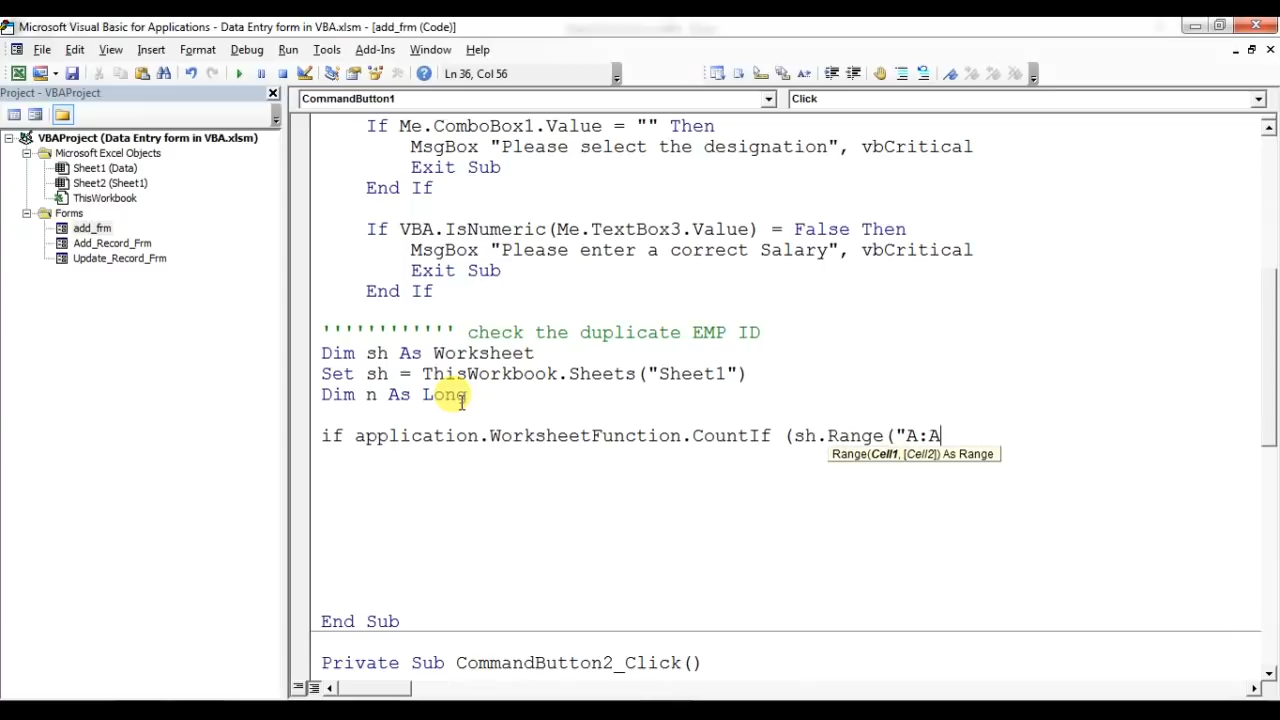 Microsoft Visual Basic for Applications - Data Entry form in VBA.xlsm - [add_frm (Code)]
File Edit View Insert Format Debug Run Tools Add-Ins Window Help
Ln 36, Col 56
Project - VBAProject
CommandButton1
Click
VBAProject (Data Entry form in VBA.xlsm)
Microsoft Excel Objects
Sheet1 (Data)
Sheet2 (Sheet1)
ThisWorkbook
Forms
add_frm
Add_Record_Frm
Update_Record_Frm
If Me.ComboBox1.Value = "" Then
MsgBox "Please select the designation", vbCritical
Exit Sub
End If
If VBA.IsNumeric(Me.TextBox3.Value) = False Then
MsgBox "Please enter a correct Salary", vbCritical
Exit Sub
End If
'''''''''''' check the duplicate EMP ID
Dim sh As Worksheet
Set sh = ThisWorkbook.Sheets("Sheet1")
Dim n As Long
if application.WorksheetFunction.CountIf (sh.Range("A:A
Range(Cell1, [Cell2]) As Range
End Sub
Private Sub CommandButton2_Click()